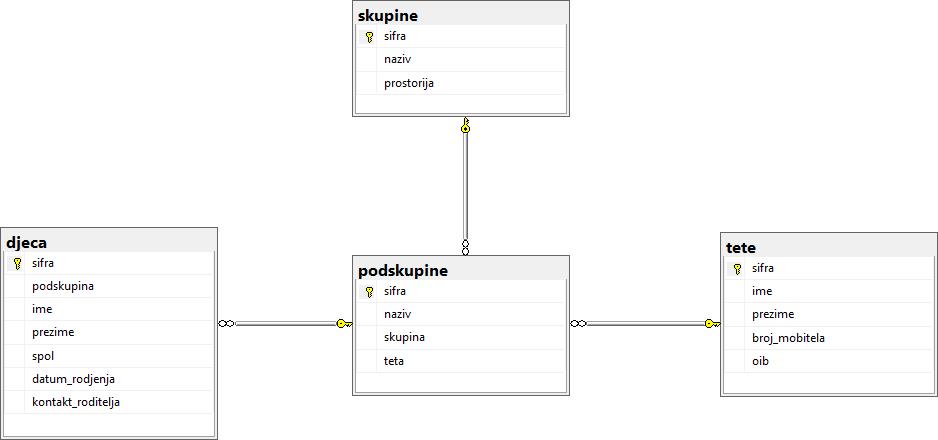 skupine
sifra
naziv
prostorija
djeca
sifra
podskupina
ime
prezime
spol
datum_rodjenja
kontakt_roditelja
podskupine
sifra
naziv
skupina
teta
tete
sifra
ime
prezime
broj_mobitela
oib